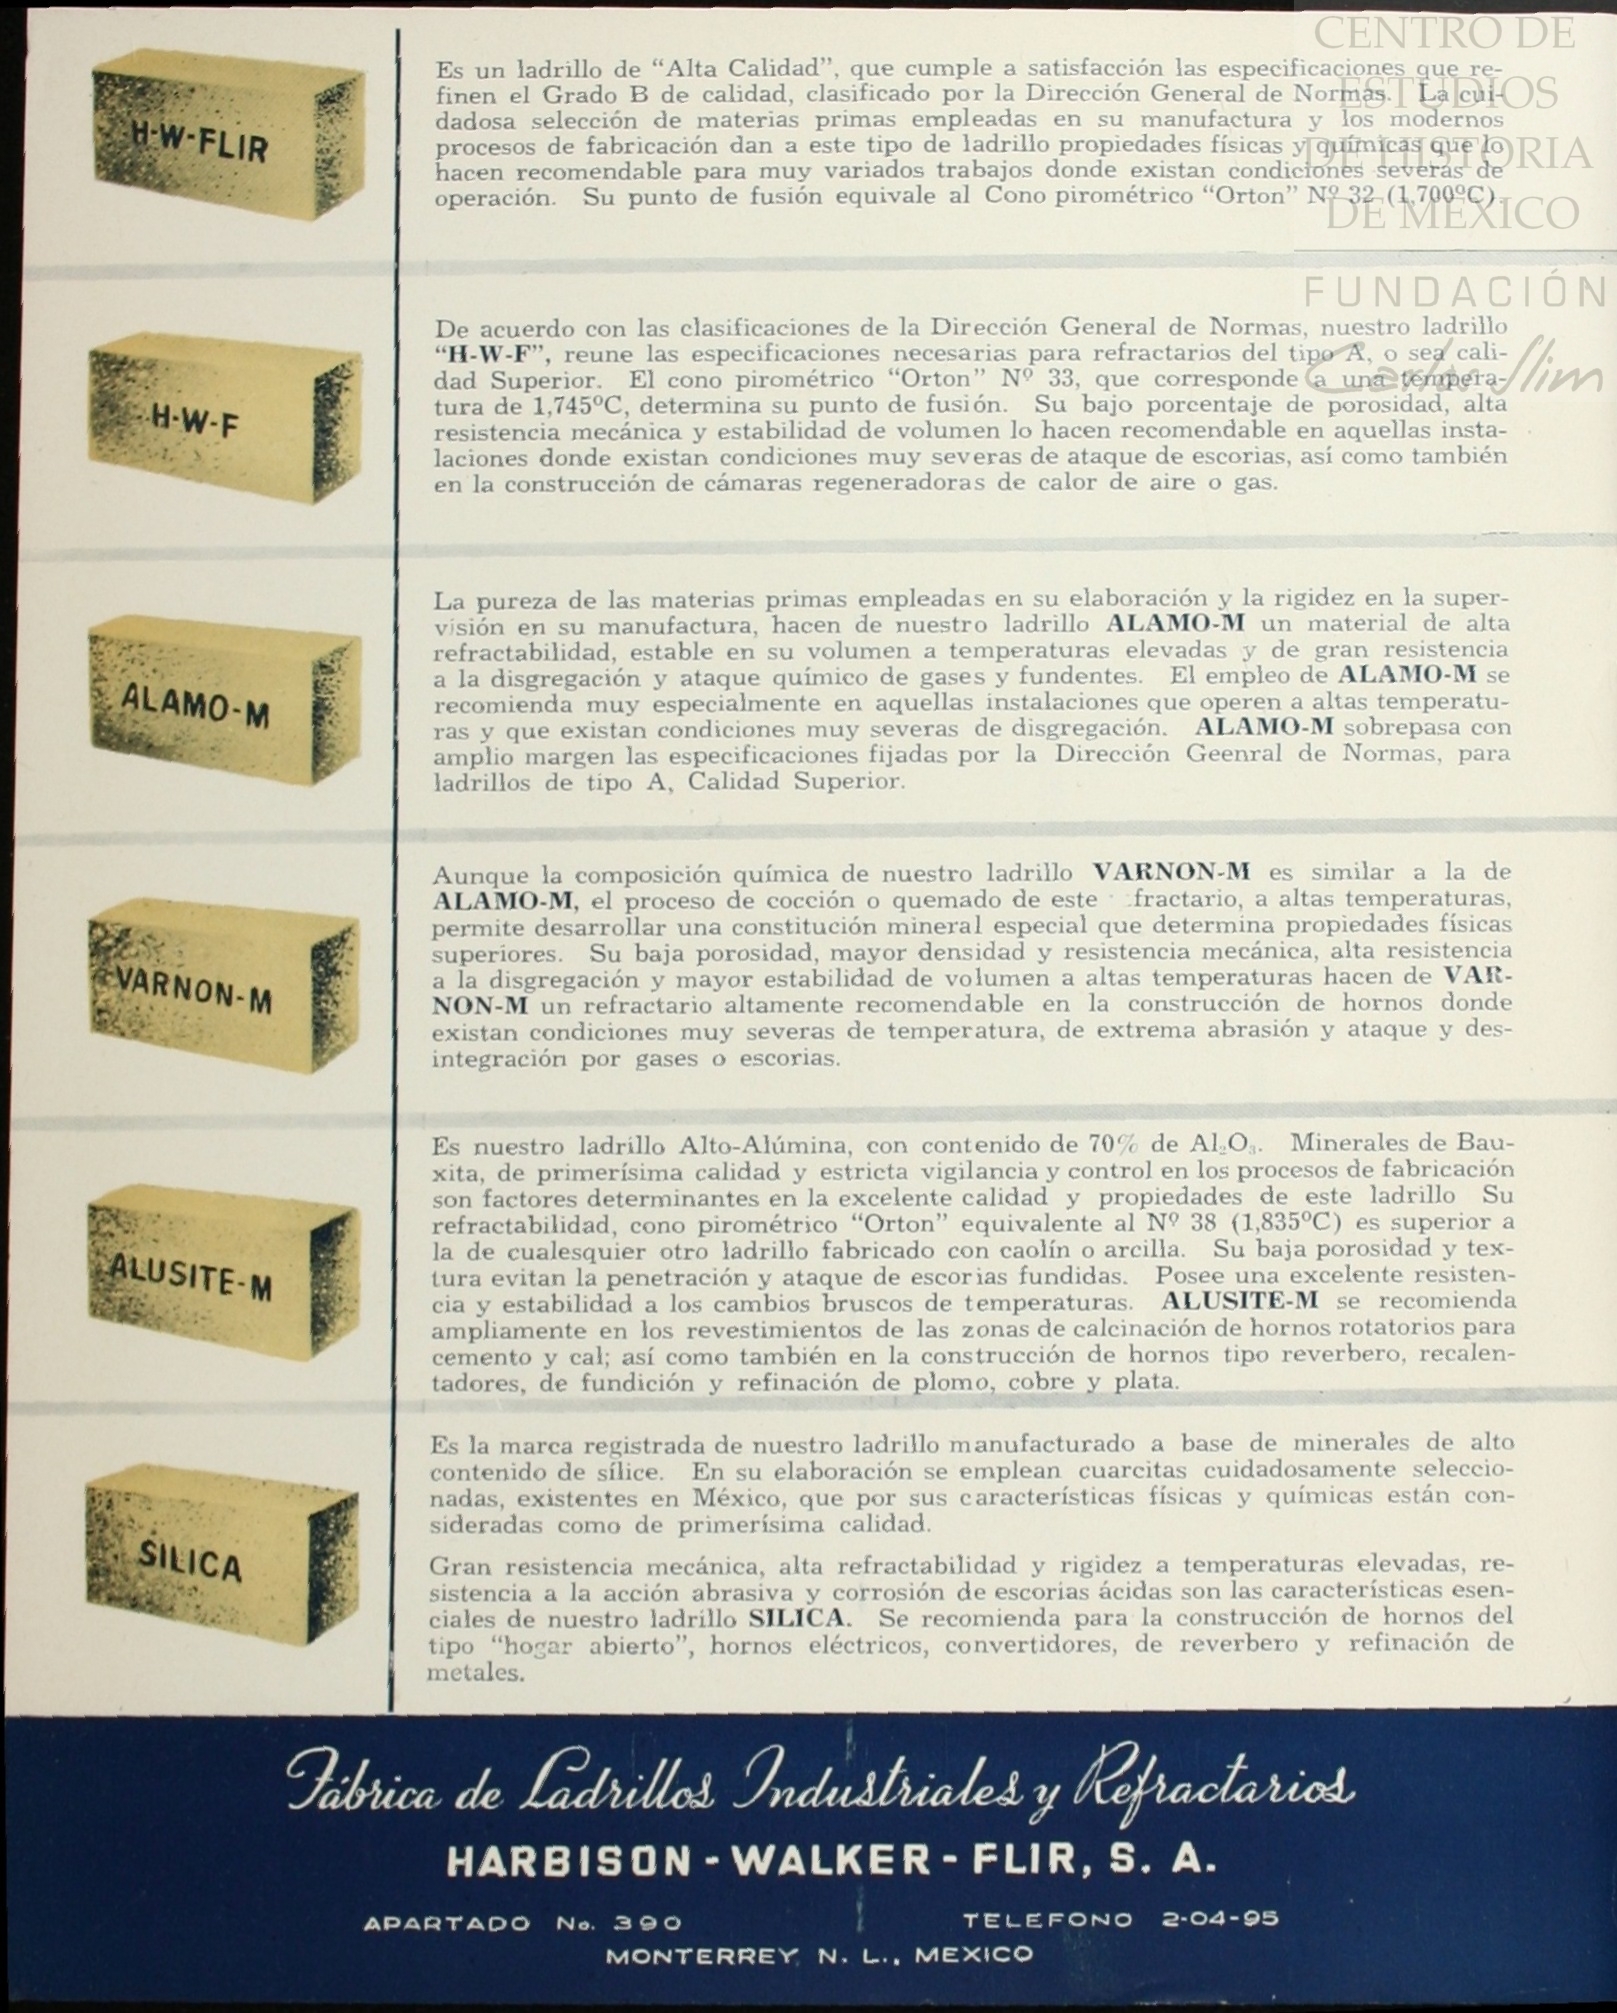 CENTRO DE
ESTUDIOS
DE HISTORIA
DE MÉXICO
FUNDACIÓN
Carlos Slim
H-W-FLIR
Es un ladrillo de “Alta Calidad”, que cumple a satisfacción las especificaciones que re-
finen el Grado B de calidad, clasificado por la Dirección General de Normas. La cui-
dadosa selección de materias primas empleadas en su manufactura y los modernos
procesos de fabricación dan a este tipo de ladrillo propiedades físicas y químicas que lo
hacen recomendable para muy variados trabajos donde existan condiciones severas de
operación. Su punto de fusión equivale al Cono pirométrico “Orton” Nº 32 (1,700ºC).
H-W-F
De acuerdo con las clasificaciones de la Dirección General de Normas, nuestro ladrillo
“H-W-F”, reune las especificaciones necesarias para refractarios del tipo A, o sea cali-
dad Superior. El cono pirométrico “Orton” Nº 33, que corresponde a una tempera-
tura de 1,745ºC, determina su punto de fusión. Su bajo porcentaje de porosidad, alta
resistencia mecánica y estabilidad de volumen lo hacen recomendable en aquellas insta-
laciones donde existan condiciones muy severas de ataque de escorias, así como también
en la construcción de cámaras regeneradoras de calor de aire o gas.
ALAMO-M
La pureza de las materias primas empleadas en su elaboración y la rigidez en la super-
visión en su manufactura, hacen de nuestro ladrillo ALAMO-M un material de alta
refractabilidad, estable en su volumen a temperaturas elevadas y de gran resistencia
a la disgregación y ataque químico de gases y fundentes. El empleo de ALAMO-M se
recomienda muy especialmente en aquellas instalaciones que operen a altas temperatu-
ras y que existan condiciones muy severas de disgregación. ALAMO-M sobrepasa con
amplio margen las especificaciones fijadas por la Dirección Geenral de Normas, para
ladrillos de tipo A, Calidad Superior.
VARNON-M
Aunque la composición química de nuestro ladrillo VARNON-M es similar a la de
ALAMO-M, el proceso de cocción o quemado de este fractario, a altas temperaturas,
permite desarrollar una constitución mineral especial que determina propiedades físicas
superiores. Su baja porosidad, mayor densidad y resistencia mecánica, alta resistencia
a la disgregación y mayor estabilidad de volumen a altas temperaturas hacen de VAR-
NON-M un refractario altamente recomendable en la construcción de hornos donde
existan condiciones muy severas de temperatura, de extrema abrasión y ataque y des-
integración por gases o escorias.
ALUSITE-M
Es nuestro ladrillo Alto-Alúmina, con contenido de 70% de Al₂O₃. Minerales de Bau-
xita, de primerísima calidad y estricta vigilancia y control en los procesos de fabricación
son factores determinantes en la excelente calidad y propiedades de este ladrillo Su
refractabilidad, cono pirométrico “Orton” equivalente al Nº 38 (1,835ºC) es superior a
la de cualesquier otro ladrillo fabricado con caolín o arcilla. Su baja porosidad y tex-
tura evitan la penetración y ataque de escorias fundidas. Posee una excelente resisten-
cia y estabilidad a los cambios bruscos de temperaturas. ALUSITE-M se recomienda
ampliamente en los revestimientos de las zonas de calcinación de hornos rotatorios para
cemento y cal; así como también en la construcción de hornos tipo reverbero, recalen-
tadores, de fundición y refinación de plomo, cobre y plata.
SILICA
Es la marca registrada de nuestro ladrillo manufacturado a base de minerales de alto
contenido de sílice. En su elaboración se emplean cuarcitas cuidadosamente seleccio-
nadas, existentes en México, que por sus características físicas y químicas están con-
sideradas como de primerísima calidad.
Gran resistencia mecánica, alta refractabilidad y rigidez a temperaturas elevadas, re-
sistencia a la acción abrasiva y corrosión de escorias ácidas son las características esen-
ciales de nuestro ladrillo SILICA. Se recomienda para la construcción de hornos del
tipo “hogar abierto”, hornos eléctricos, convertidores, de reverbero y refinación de
metales.
Fábrica de Ladrillos Industriales y Refractarios
HARBISON - WALKER - FLIR, S. A.
APARTADO No. 390 TELEFONO 2-04-95
MONTERREY, N. L., MEXICO